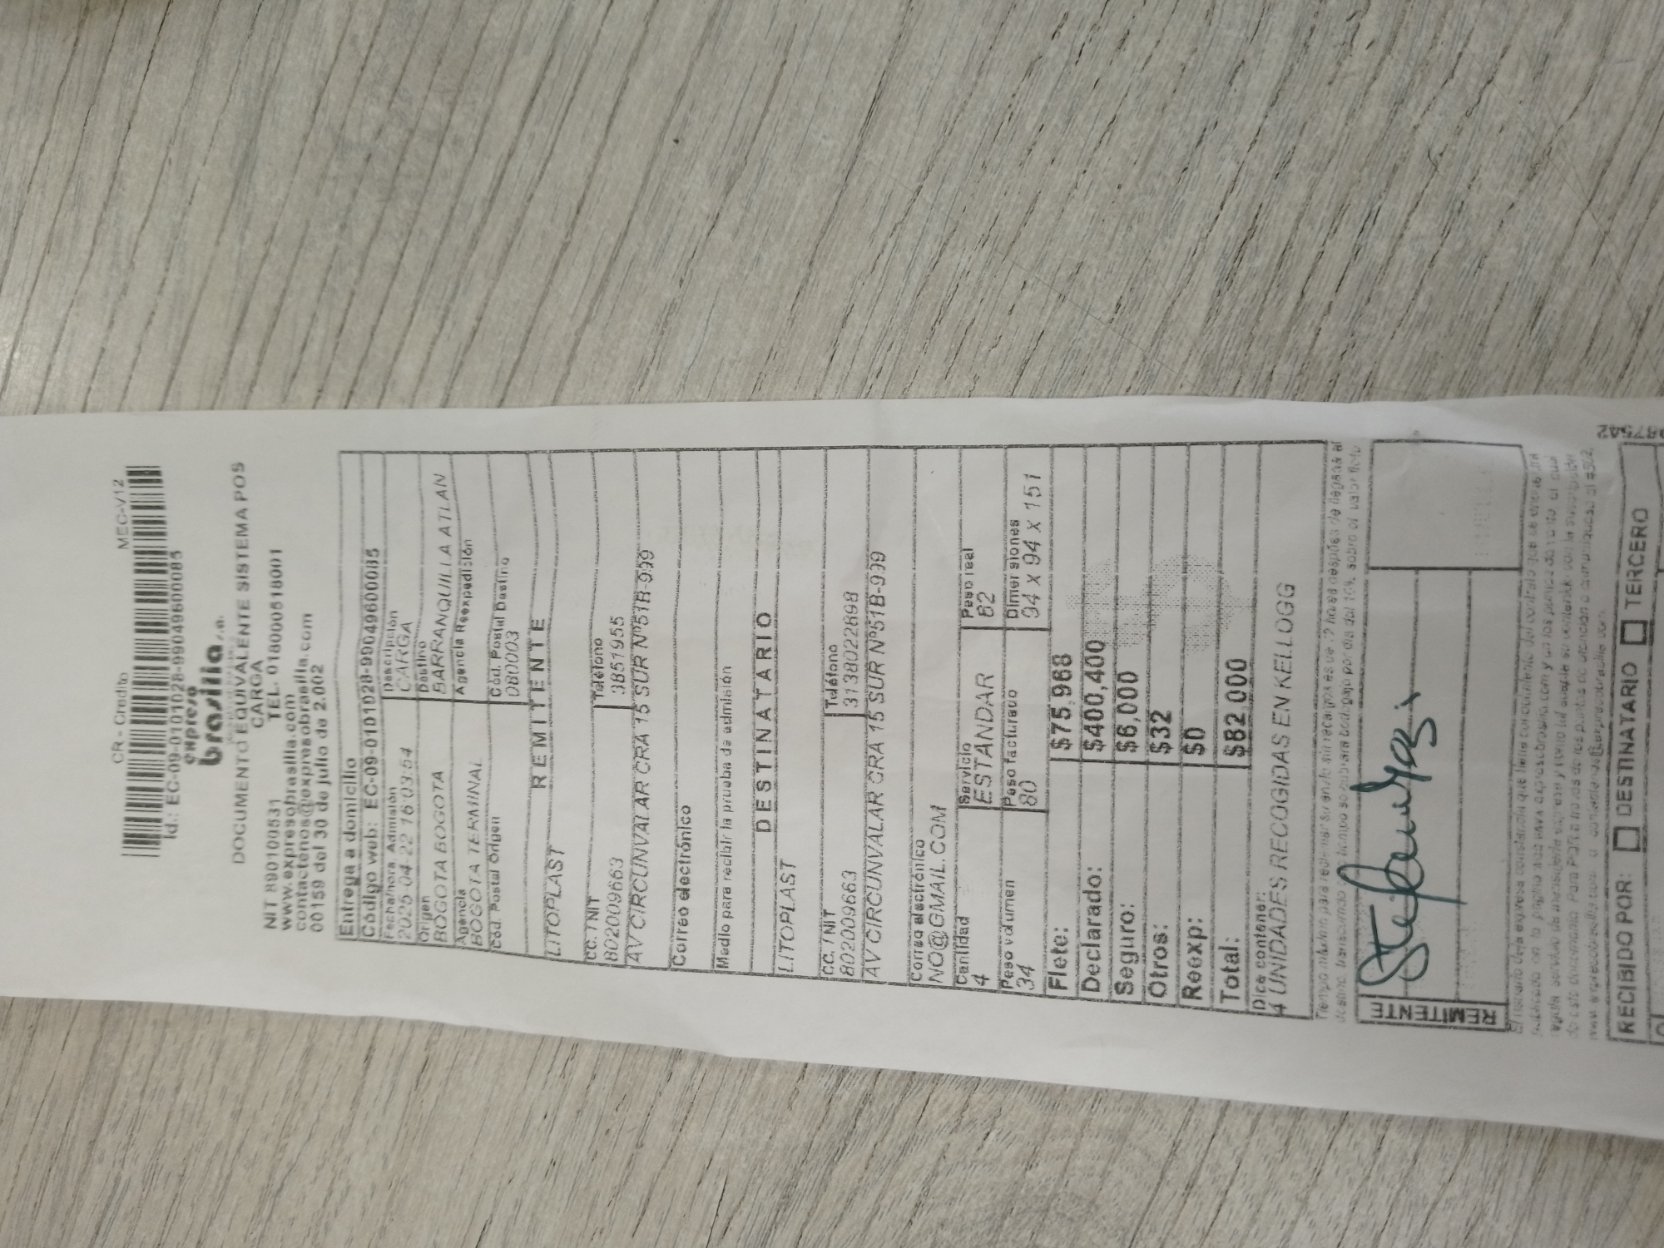 CR - Credito MEC-V12
Id.: EC-09-0101028-99049600085
expreso
brasilia s.a.
DOCUMENTO EQUIVALENTE SISTEMA POS
CARGA
NIT 890100531 TEL. 018000518001
www.expresobrasilia.com
contactenos@expresobrasilia.com
00159 del 30 de julio de 2.002
Entrega a domicilio
Código web: EC-09-0101028-99049600085
Fecha/hora Admisión Descripción
2025-04-22 16:03:54 CARGA
Origen Destino
BOGOTA BOGOTA BARRANQUILLA ATLAN
Agencia Agencia Reexpedisión
BOGOTA TERMINAL
Cód. Postal Origen Cód. Postal Destino
080003
REMITENTE
LITOPLAST
CC. / NIT Teléfono
802009663 3851955
AV CIRCUNVALAR CRA 15 SUR Nº51B-999
Correo electrónico
Medio para recibir la prueba de admisión
DESTINATARIO
LITOPLAST
CC. / NIT Teléfono
802009663 3138022898
AV CIRCUNVALAR CRA 15 SUR Nº51B-999
Correo electrónico
NO@GMAIL.COM
Cantidad Servicio Peso real
4 ESTANDAR 82
Peso volumen Peso facturado Dimensiones
34 80 94 x 94 x 151
Flete: $75,968
Declarado: $400,400
Seguro: $6,000
Otros: $32
Reexp: $0
Total: $82,000
Dice contener:
4 UNIDADES RECOGIDAS EN KELLOGG
REMITENTE
987542
RECIBIDO POR: DESTINATARIO TERCERO